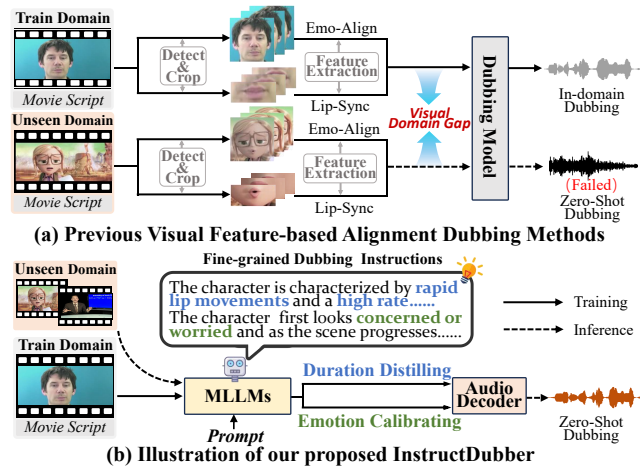 Train Domain
Movie Script
Detect
& Crop
Emo-Align
Feature
Extraction
Lip-Sync
Unseen Domain
Movie Script
Detect
& Crop
Emo-Align
Feature
Extraction
Lip-Sync
Visual
Domain Gap
Dubbing Model
In-domain
Dubbing
(Failed)
Zero-Shot
Dubbing
(a) Previous Visual Feature-based Alignment Dubbing Methods
Unseen Domain
Train Domain
Movie Script
Fine-grained Dubbing Instructions
The character is characterized by rapid
lip movements and a high rate......
The character first looks concerned or
worried and as the scene progresses......
MLLMs
Prompt
Duration Distilling
Emotion Calibrating
Audio
Decoder
Training
Inference
Zero-Shot
Dubbing
(b) Illustration of our proposed InstructDubber